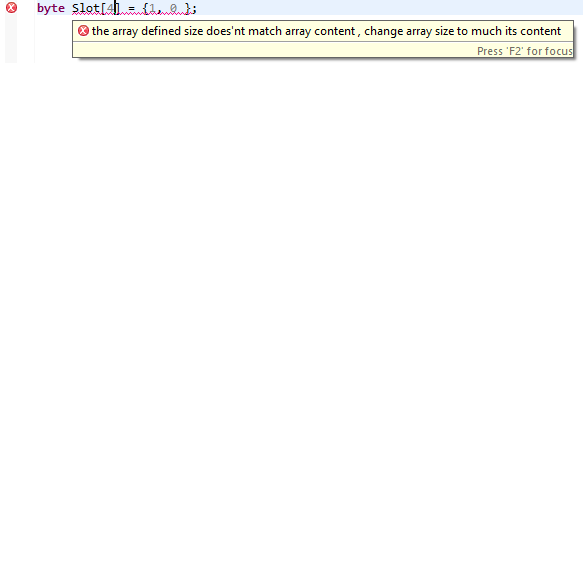 byte Slot[4] = {1, 0 };
the array defined size does'nt match array content , change array size to much its content
Press 'F2' for focus